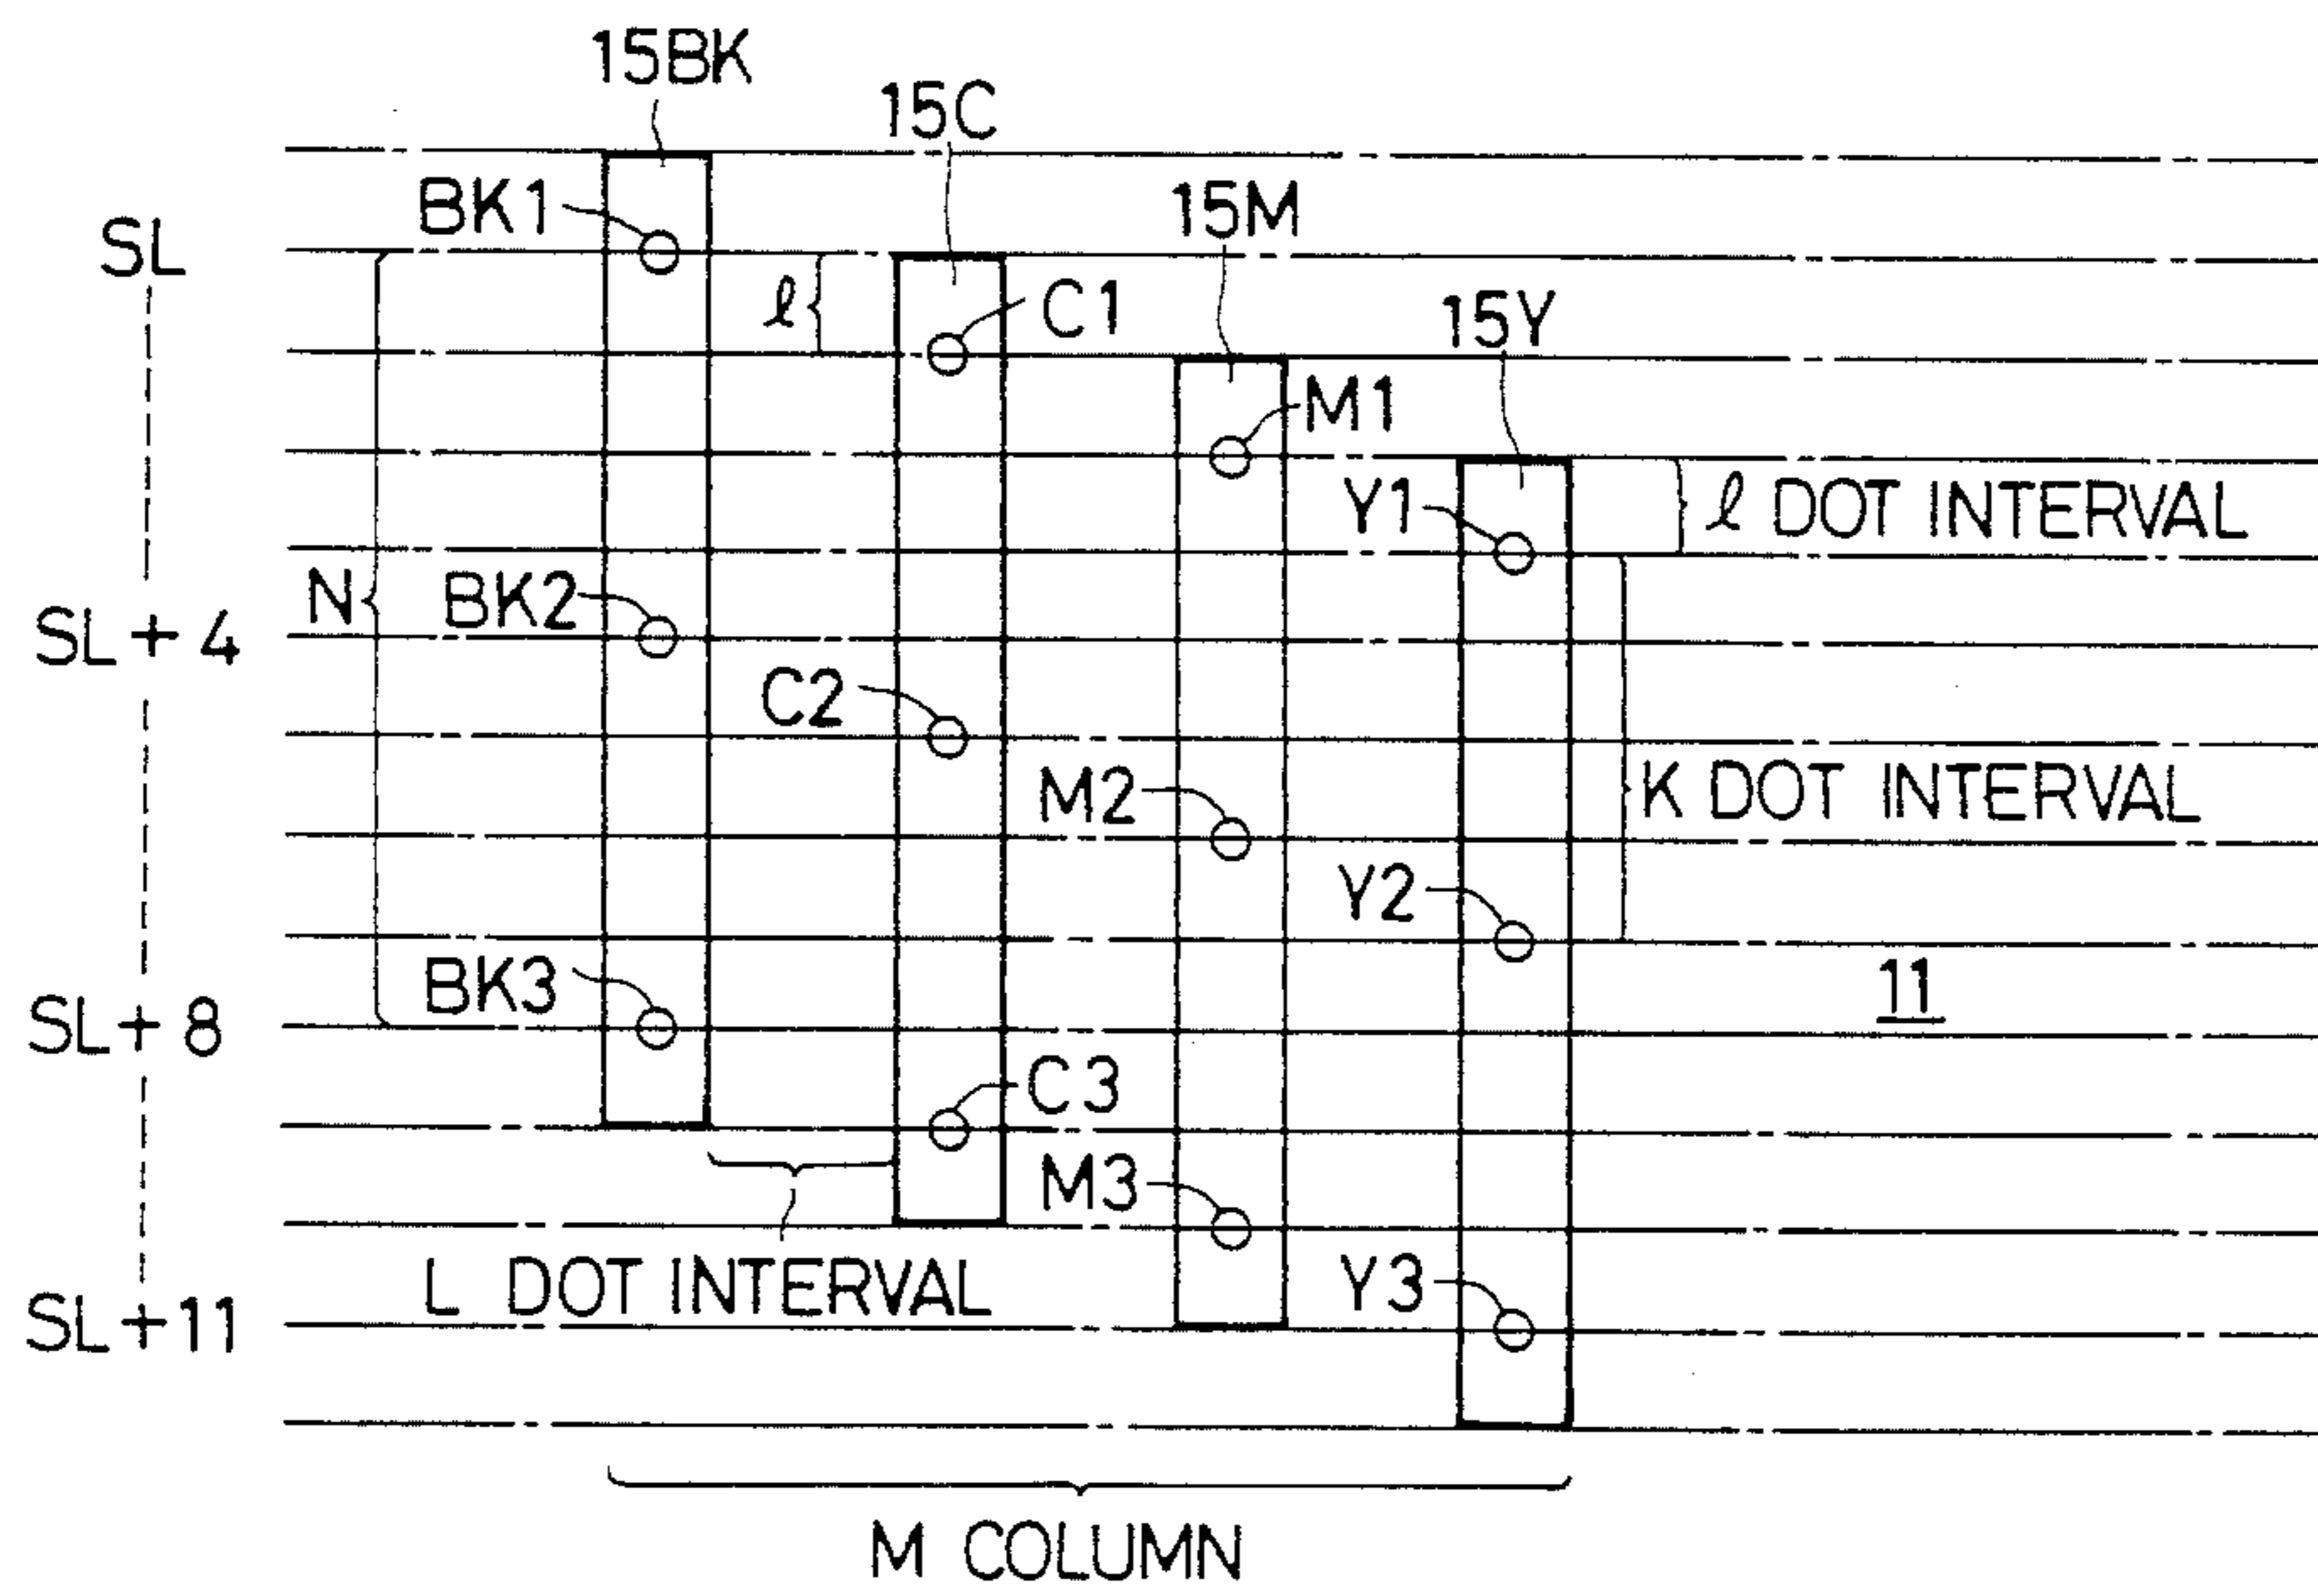 15BK
15C
BK1
15M
SL
ℓ
C1
15Y
M1
Y1
ℓ DOT INTERVAL
N
BK2
SL+4
C2
M2
K DOT INTERVAL
Y2
BK3
11
SL+8
C3
M3
L DOT INTERVAL
Y3
SL+11
M COLUMN